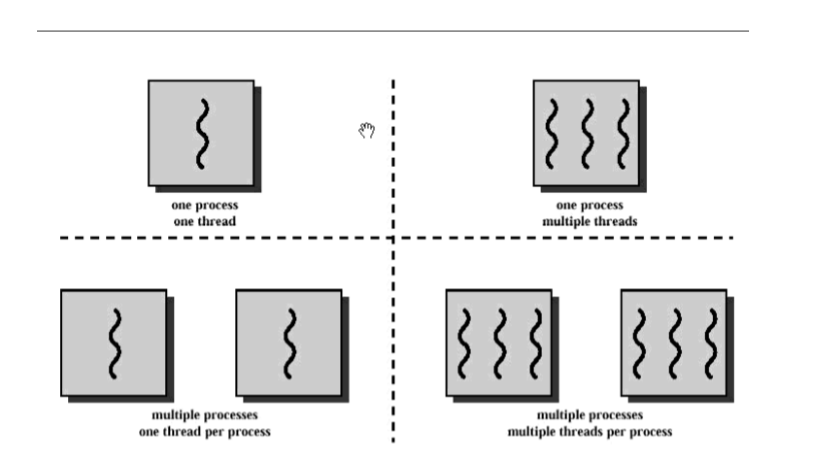 one process
one thread
one process
multiple threads
multiple processes
one thread per process
multiple processes
multiple threads per process